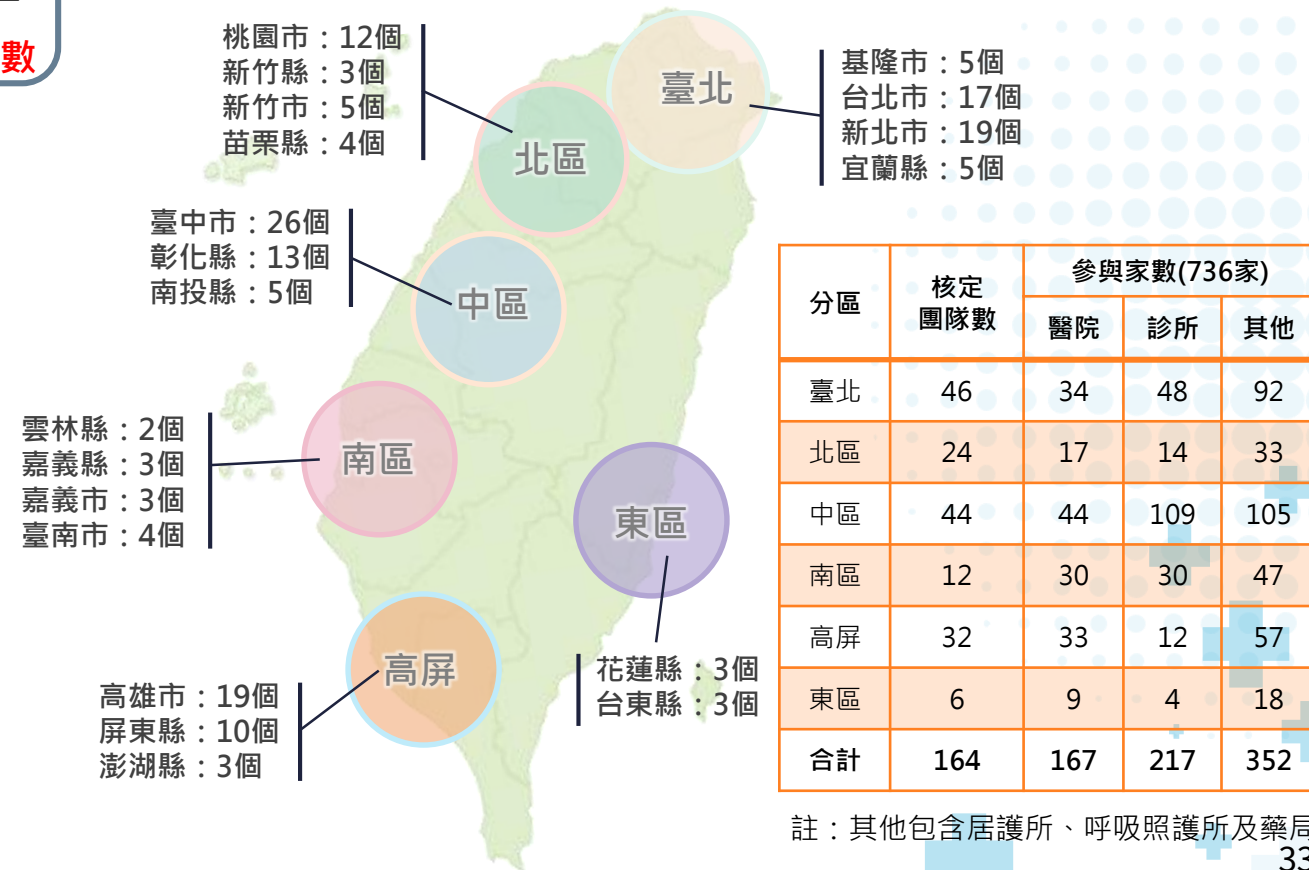 數
桃園市：12個
新竹縣：3個
新竹市：5個
苗栗縣：4個
北區
臺北
基隆市：5個
台北市：17個
新北市：19個
宜蘭縣：5個
臺中市：26個
彰化縣：13個
南投縣：5個
中區
雲林縣：2個
嘉義縣：3個
嘉義市：3個
臺南市：4個
南區
東區
花蓮縣：3個
台東縣：3個
高屏
高雄市：19個
屏東縣：10個
澎湖縣：3個
分區 核定團隊數 參與家數(736家)
醫院 診所 其他
臺北 46 34 48 92
北區 24 17 14 33
中區 44 44 109 105
南區 12 30 30 47
高屏 32 33 12 57
東區 6 9 4 18
合計 164 167 217 352
註：其他包含居護所、呼吸照護所及藥局
33